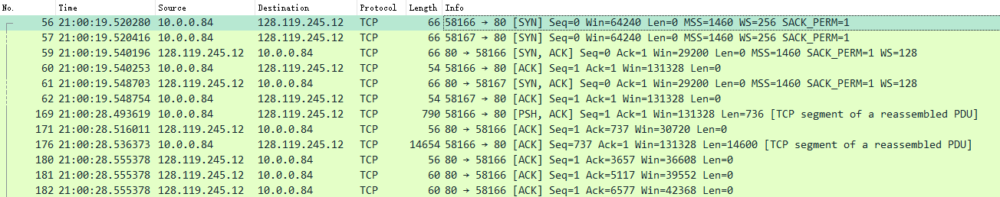 No. Time Source Destination Protocol Length Info
56 21:00:19.520280 10.0.0.84 128.119.245.12 TCP 66 58166 → 80 [SYN] Seq=0 Win=64240 Len=0 MSS=1460 WS=256 SACK_PERM=1
57 21:00:19.520416 10.0.0.84 128.119.245.12 TCP 66 58167 → 80 [SYN] Seq=0 Win=64240 Len=0 MSS=1460 WS=256 SACK_PERM=1
59 21:00:19.540196 128.119.245.12 10.0.0.84 TCP 66 80 → 58166 [SYN, ACK] Seq=0 Ack=1 Win=29200 Len=0 MSS=1460 SACK_PERM=1 WS=128
60 21:00:19.540253 10.0.0.84 128.119.245.12 TCP 54 58166 → 80 [ACK] Seq=1 Ack=1 Win=131328 Len=0
61 21:00:19.548703 128.119.245.12 10.0.0.84 TCP 66 80 → 58167 [SYN, ACK] Seq=0 Ack=1 Win=29200 Len=0 MSS=1460 SACK_PERM=1 WS=128
62 21:00:19.548754 10.0.0.84 128.119.245.12 TCP 54 58167 → 80 [ACK] Seq=1 Ack=1 Win=131328 Len=0
169 21:00:28.493619 10.0.0.84 128.119.245.12 TCP 790 58166 → 80 [PSH, ACK] Seq=1 Ack=1 Win=131328 Len=736 [TCP segment of a reassembled PDU]
171 21:00:28.516011 128.119.245.12 10.0.0.84 TCP 56 80 → 58166 [ACK] Seq=1 Ack=737 Win=30720 Len=0
176 21:00:28.536373 10.0.0.84 128.119.245.12 TCP 14654 58166 → 80 [ACK] Seq=737 Ack=1 Win=131328 Len=14600 [TCP segment of a reassembled PDU]
180 21:00:28.555378 128.119.245.12 10.0.0.84 TCP 56 80 → 58166 [ACK] Seq=1 Ack=3657 Win=36608 Len=0
181 21:00:28.555378 128.119.245.12 10.0.0.84 TCP 60 80 → 58166 [ACK] Seq=1 Ack=5117 Win=39552 Len=0
182 21:00:28.555378 128.119.245.12 10.0.0.84 TCP 60 80 → 58166 [ACK] Seq=1 Ack=6577 Win=42368 Len=0